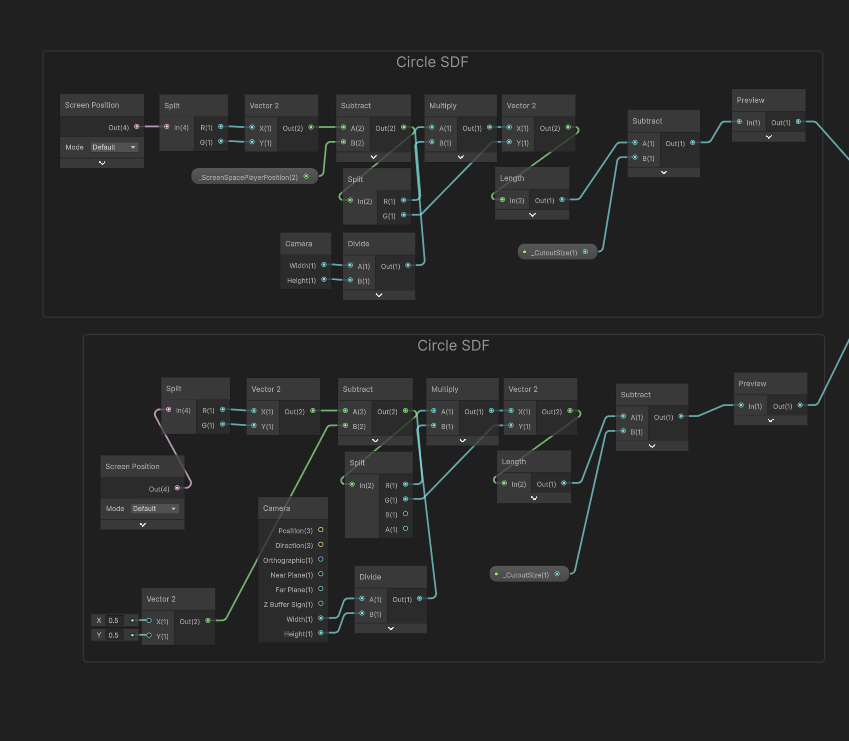 Circle SDF
Screen Position
Out(4)
Mode Default
Split
In(4) R(1)
G(1)
Vector 2
X(1) Out(2)
Y(1)
Subtract
A(2) Out(2)
B(2)
Multiply
A(1) Out(1)
B(1)
Vector 2
X(1) Out(2)
Y(1)
Subtract
A(1) Out(1)
B(1)
Preview
In(1) Out(1)
_ScreenSpacePlayerPosition(2)
Split
In(2) R(1)
G(1)
Length
In(2) Out(1)
Camera
Width(1)
Height(1)
Divide
A(1) Out(1)
B(1)
_CutoutSize(1)
Circle SDF
Split
In(4) R(1)
G(1)
Vector 2
X(1) Out(2)
Y(1)
Subtract
A(2) Out(2)
B(2)
Multiply
A(1) Out(1)
B(1)
Vector 2
X(1) Out(2)
Y(1)
Subtract
A(1) Out(1)
B(1)
Preview
In(1) Out(1)
Screen Position
Out(4)
Mode Default
Split
In(2) R(1)
G(1)
B(1)
A(1)
Length
In(2) Out(1)
Camera
Position(3)
Direction(3)
Orthographic(1)
Near Plane(1)
Far Plane(1)
Z Buffer Sign(1)
Width(1)
Height(1)
Divide
A(1) Out(1)
B(1)
_CutoutSize(1)
Vector 2
X 0.5 X(1) Out(2)
Y 0.5 Y(1)